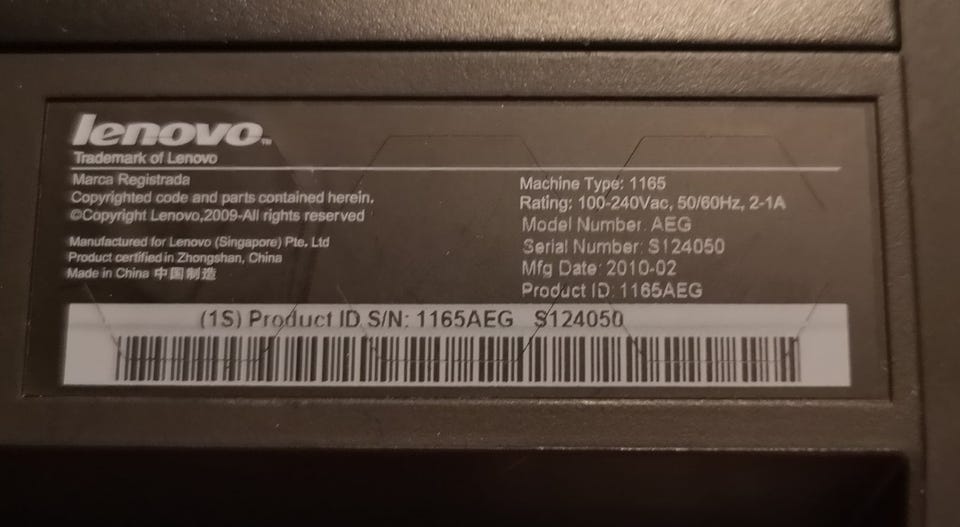 lenovo™
Trademark of Lenovo
Marca Registrada
Copyrighted code and parts contained herein.
©Copyright Lenovo,2009-All rights reserved
Manufactured for Lenovo (Singapore) Pte. Ltd
Product certified in Zhongshan, China
Made in China 中国制造
Machine Type: 1165
Rating: 100-240Vac, 50/60Hz, 2-1A
Model Number: AEG
Serial Number: S124050
Mfg Date: 2010-02
Product ID: 1165AEG
(1S) Product ID S/N: 1165AEG S124050